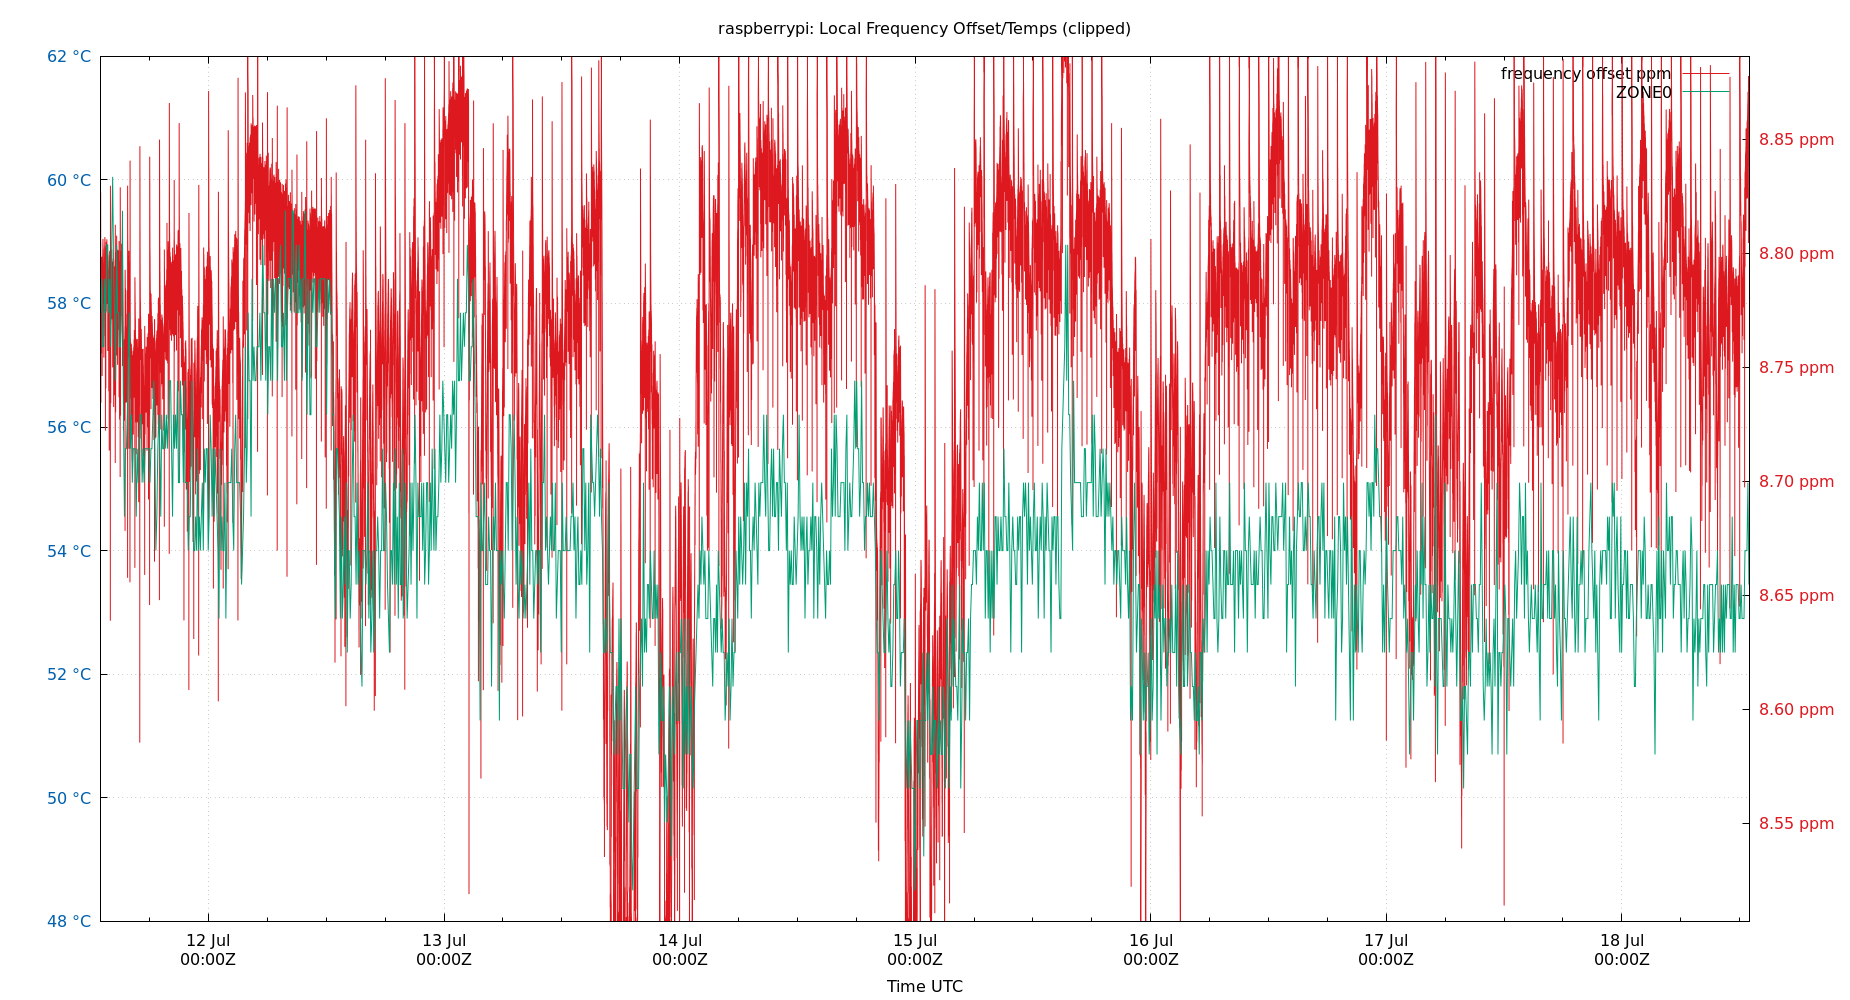 raspberrypi: Local Frequency Offset/Temps (clipped)
62 °C
60 °C
58 °C
56 °C
54 °C
52 °C
50 °C
48 °C
frequency offset ppm
ZONE0
8.85 ppm
8.80 ppm
8.75 ppm
8.70 ppm
8.65 ppm
8.60 ppm
8.55 ppm
12 Jul 13 Jul 14 Jul 15 Jul 16 Jul 17 Jul 18 Jul
00:00Z 00:00Z 00:00Z 00:00Z 00:00Z 00:00Z 00:00Z
Time UTC